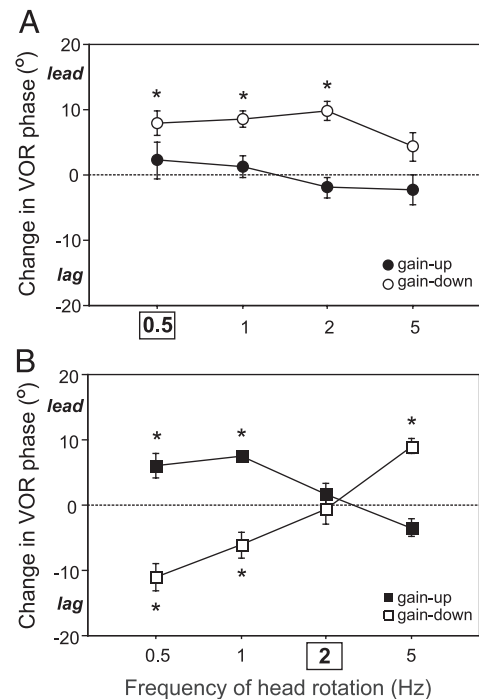 A
Change in VOR phase (°)
20
lead
10
0
-10
lag
-20
* * *
gain-up
gain-down
0.5 1 2 5
B
Change in VOR phase (°)
20
lead
10
0
-10
lag
-20
* * *
* *
gain-up
gain-down
0.5 1 2 5
Frequency of head rotation (Hz)